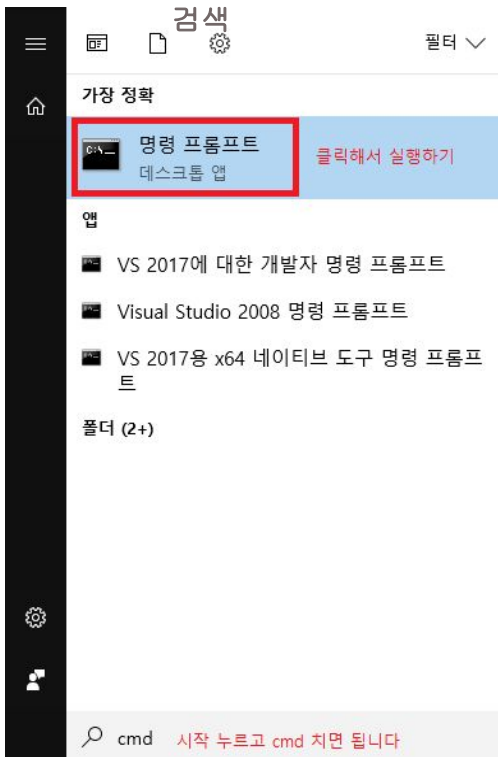 검색
필터
가장 정확
명령 프롬프트
데스크톱 앱
클릭해서 실행하기
앱
VS 2017에 대한 개발자 명령 프롬프트
Visual Studio 2008 명령 프롬프트
VS 2017용 x64 네이티브 도구 명령 프롬프
트
폴더 (2+)
cmd 시작 누르고 cmd 치면 됩니다